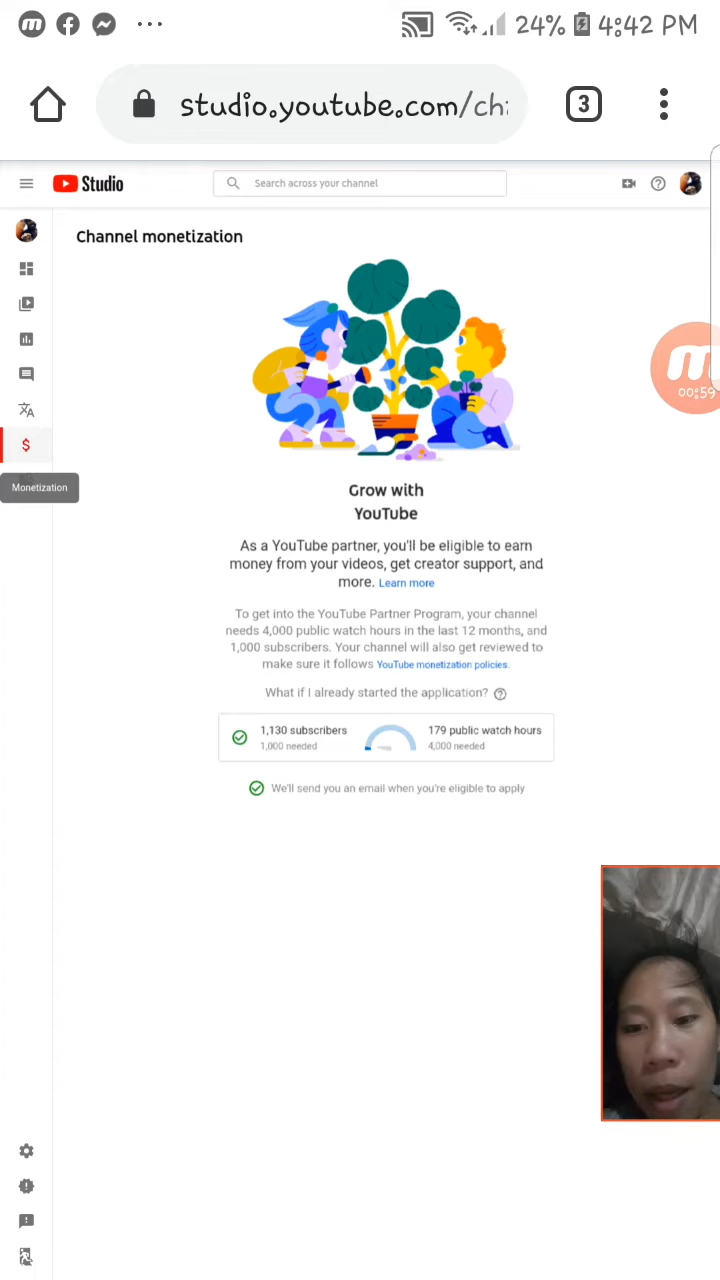 24% 4:42 PM
studio.youtube.com/ch
3
Studio
Search across your channel
Channel monetization
00:59
Monetization
Grow with
YouTube
As a YouTube partner, you'll be eligible to earn
money from your videos, get creator support, and
more. Learn more
To get into the YouTube Partner Program, your channel
needs 4,000 public watch hours in the last 12 months, and
1,000 subscribers. Your channel will also get reviewed to
make sure it follows YouTube monetization policies.
What if I already started the application?
1,130 subscribers
1,000 needed
179 public watch hours
4,000 needed
We'll send you an email when you're eligible to apply